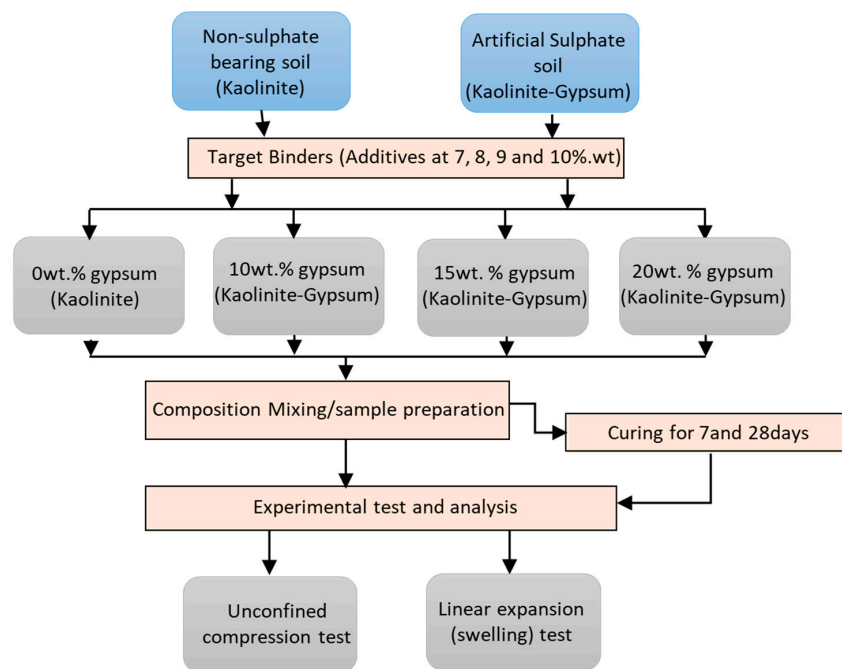 Non-sulphate
bearing soil
(Kaolinite)
Artificial Sulphate
soil
(Kaolinite-Gypsum)
Target Binders (Additives at 7, 8, 9 and 10%.wt)
0wt.% gypsum
(Kaolinite)
10wt.% gypsum
(Kaolinite-Gypsum)
15wt. % gypsum
(Kaolinite-Gypsum)
20wt. % gypsum
(Kaolinite-Gypsum)
Composition Mixing/sample preparation
Curing for 7and 28days
Experimental test and analysis
Unconfined
compression test
Linear expansion
(swelling) test